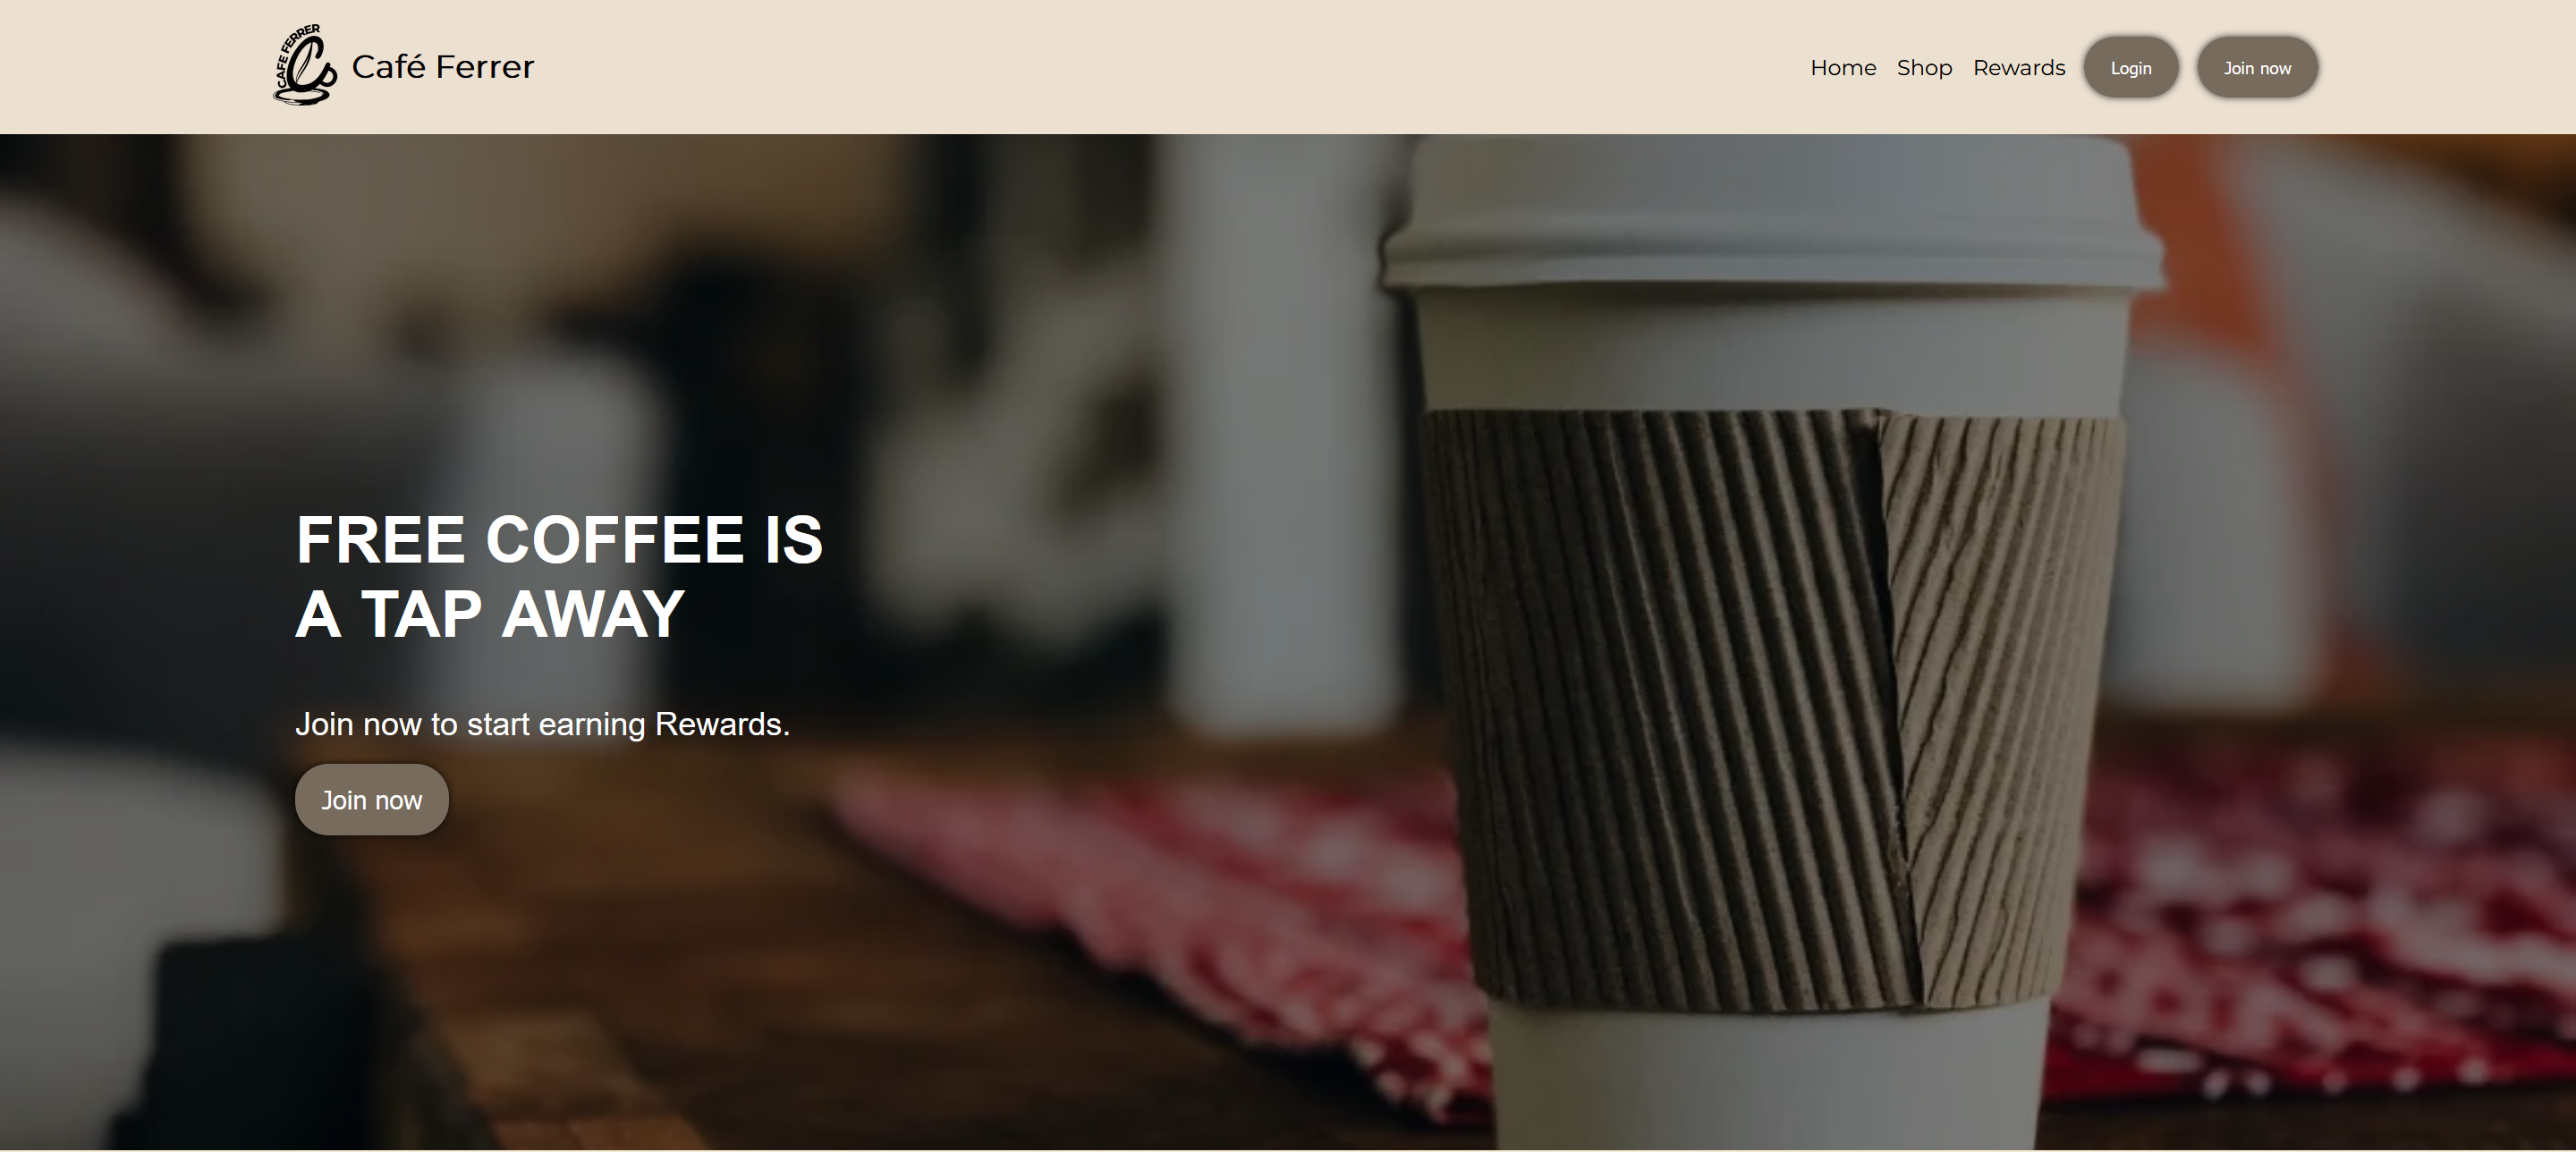 CAFE FERRER
Café Ferrer
Home Shop Rewards Login Join now
FREE COFFEE IS
A TAP AWAY
Join now to start earning Rewards.
Join now